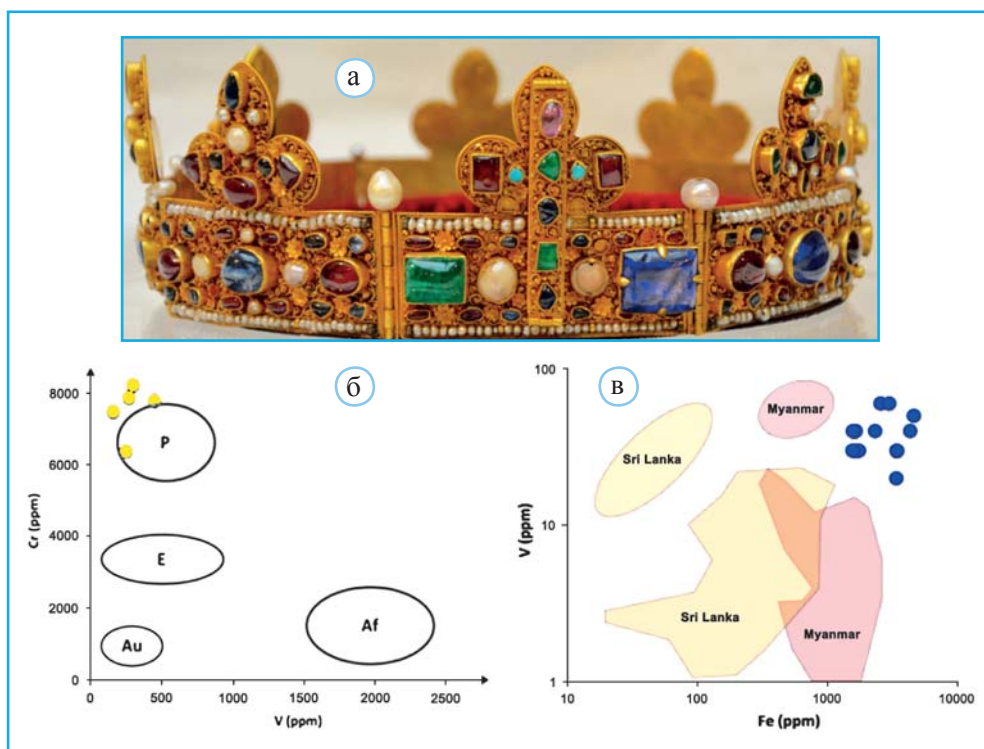 а
б
8000
6000
4000
2000
0
Cr (ppm)
P
E
Au
Af
0
500
1000
1500
2000
2500
V (ppm)
в
100
10
1
V (ppm)
Myanmar
Sri Lanka
Sri Lanka
Myanmar
10
100
1000
10000
Fe (ppm)